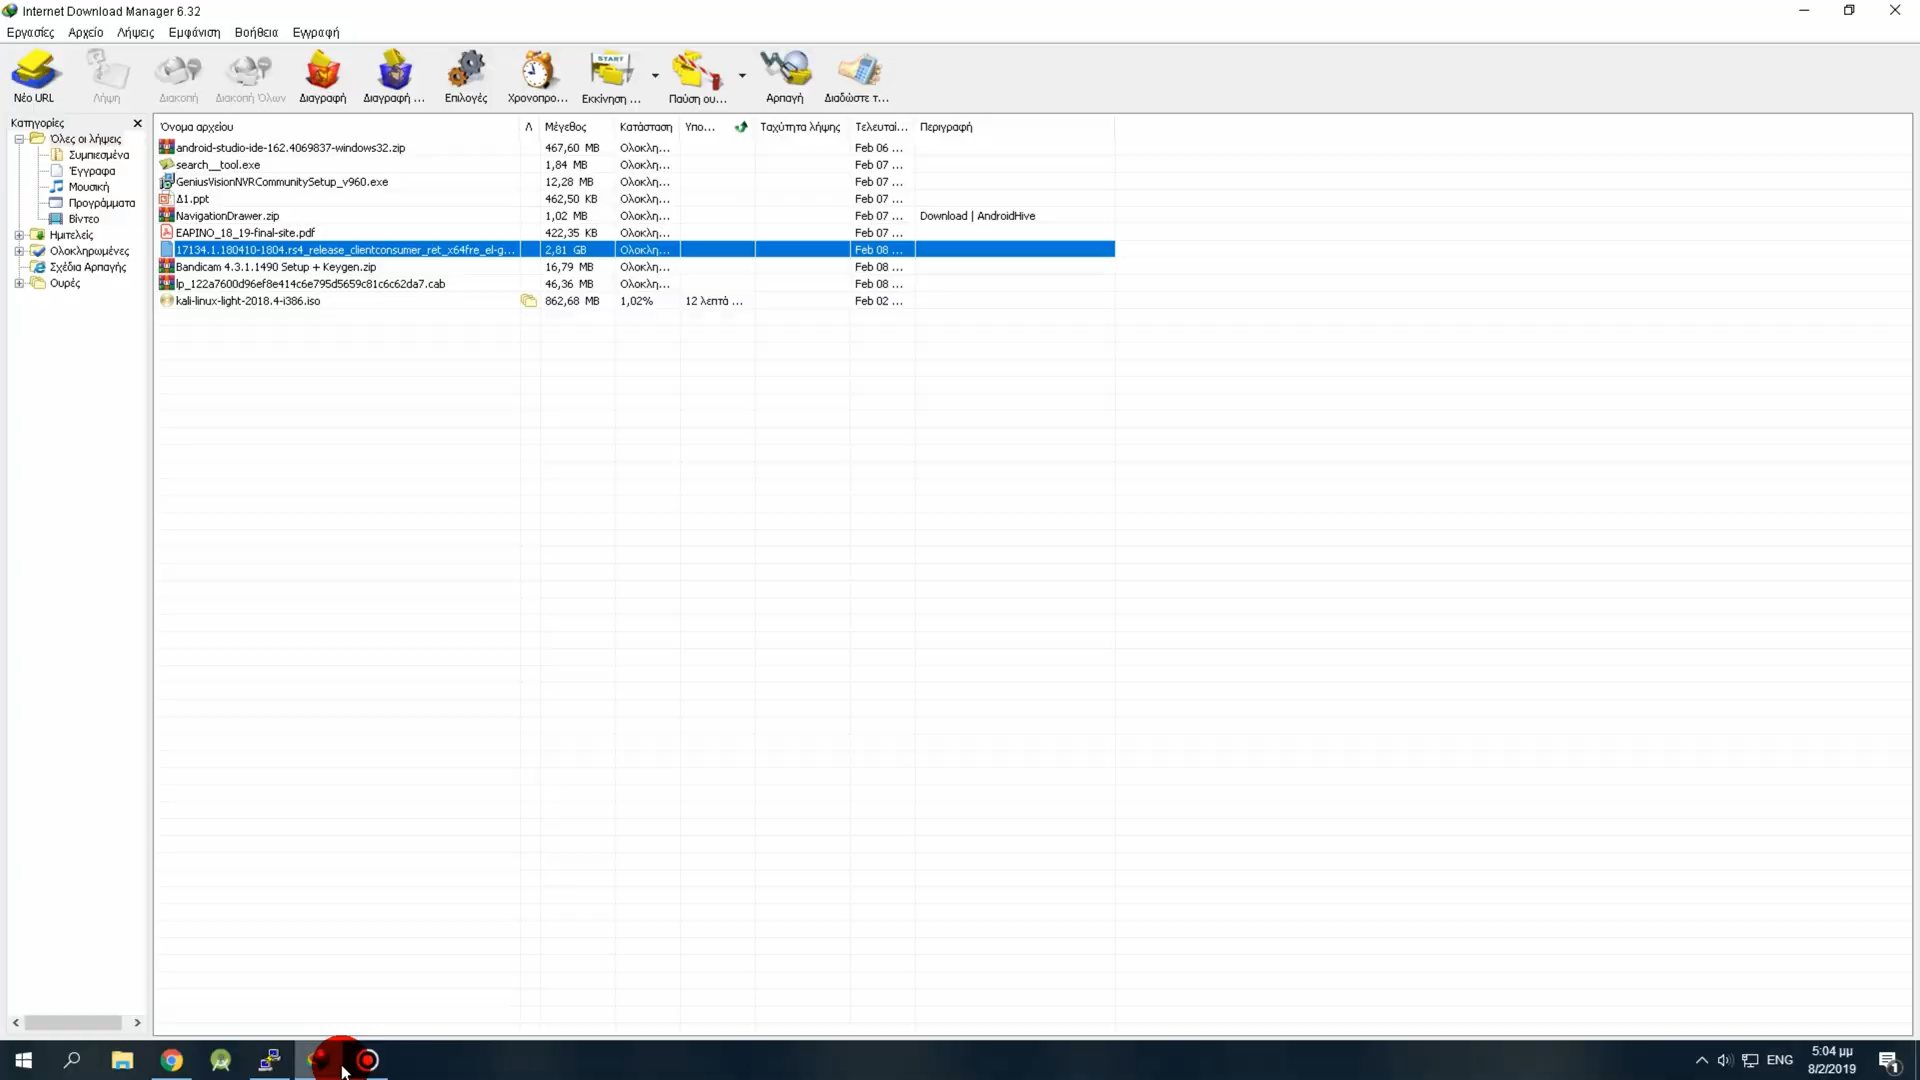 Internet Download Manager 6.32
Εργασίες Αρχείο Λήψεις Εμφάνιση Βοήθεια Εγγραφή
Νέο URL Λήψη Διακοπή Διακοπή Όλων Διαγραφή Διαγραφή ... Επιλογές Χρονοπρο... START Εκκίνηση ... Παύση ου... Αρπαγή Διαδώστε τ...
Κατηγορίες
Όλες οι λήψεις
Συμπιεσμένα
Έγγραφα
Μουσική
Προγράμματα
Βίντεο
Ημιτελείς
Ολοκληρωμένες
Σχέδια Αρπαγής
Ουρές
Όνομα αρχείου Λ Μέγεθος Κατάσταση Υπο... Ταχύτητα λήψης Τελευταί... Περιγραφή
android-studio-ide-162.4069837-windows32.zip 467,60 MB Ολοκλη... Feb 06 ...
search__tool.exe 1,84 MB Ολοκλη... Feb 07 ...
GeniusVisionNVRCommunitySetup_v960.exe 12,28 MB Ολοκλη... Feb 07 ...
Δ1.ppt 462,50 KB Ολοκλη... Feb 07 ...
NavigationDrawer.zip 1,02 MB Ολοκλη... Feb 07 ... Download | AndroidHive
EAPINO_18_19-final-site.pdf 422,35 KB Ολοκλη... Feb 07 ...
17134.1.180410-1804.rs4_release_clientconsumer_ret_x64fre_el-g... 2,81 GB Ολοκλη... Feb 08 ...
Bandicam 4.3.1.1490 Setup + Keygen.zip 16,79 MB Ολοκλη... Feb 08 ...
lp_122a7600d96ef8e414c6e795d5659c81c6c62da7.cab 46,36 MB Ολοκλη... Feb 08 ...
kali-linux-light-2018.4-i386.iso 862,68 MB 1,02% 12 λεπτά ... Feb 02 ...
ENG 5:04 μμ
8/2/2019
1